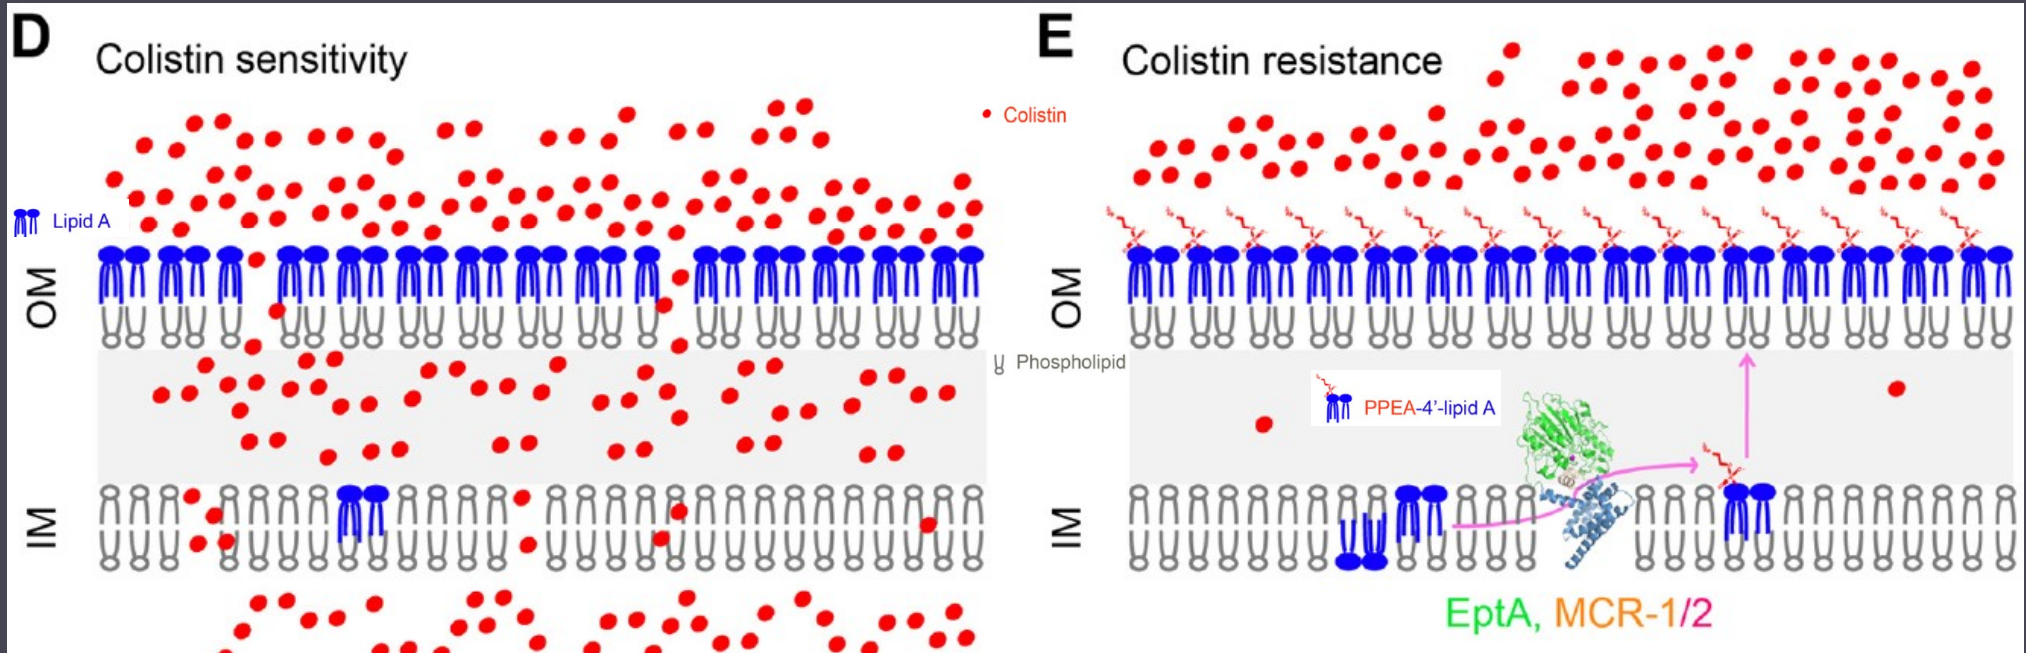 D
Colistin sensitivity
Colistin
Lipid A
OM
IM
Phospholipid
E
Colistin resistance
OM
PPEA-4’-lipid A
IM
EptA, MCR-1/2